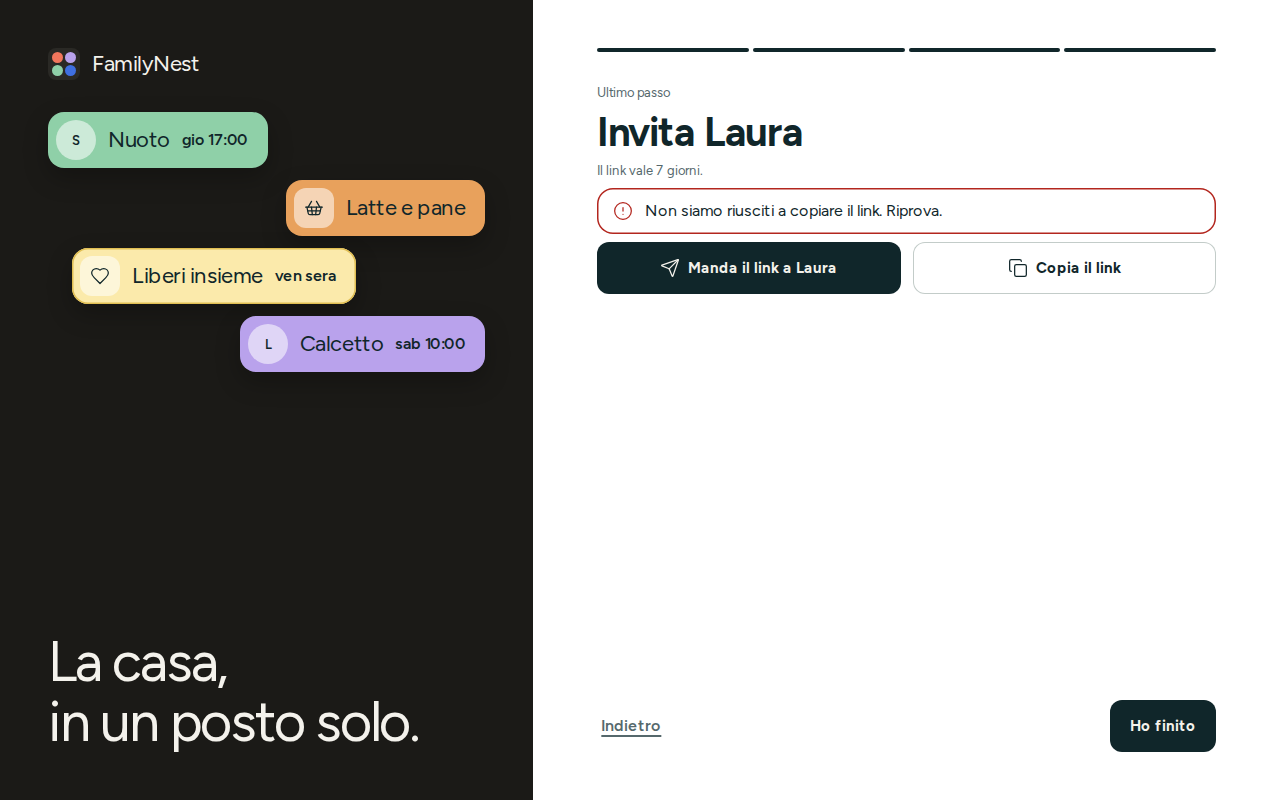 FamilyNest
S Nuoto gio 17:00
Latte e pane
Liberi insieme ven sera
L Calcetto sab 10:00
La casa,
in un posto solo.
Ultimo passo
Invita Laura
Il link vale 7 giorni.
Non siamo riusciti a copiare il link. Riprova.
Manda il link a Laura
Copia il link
Indietro
Ho finito